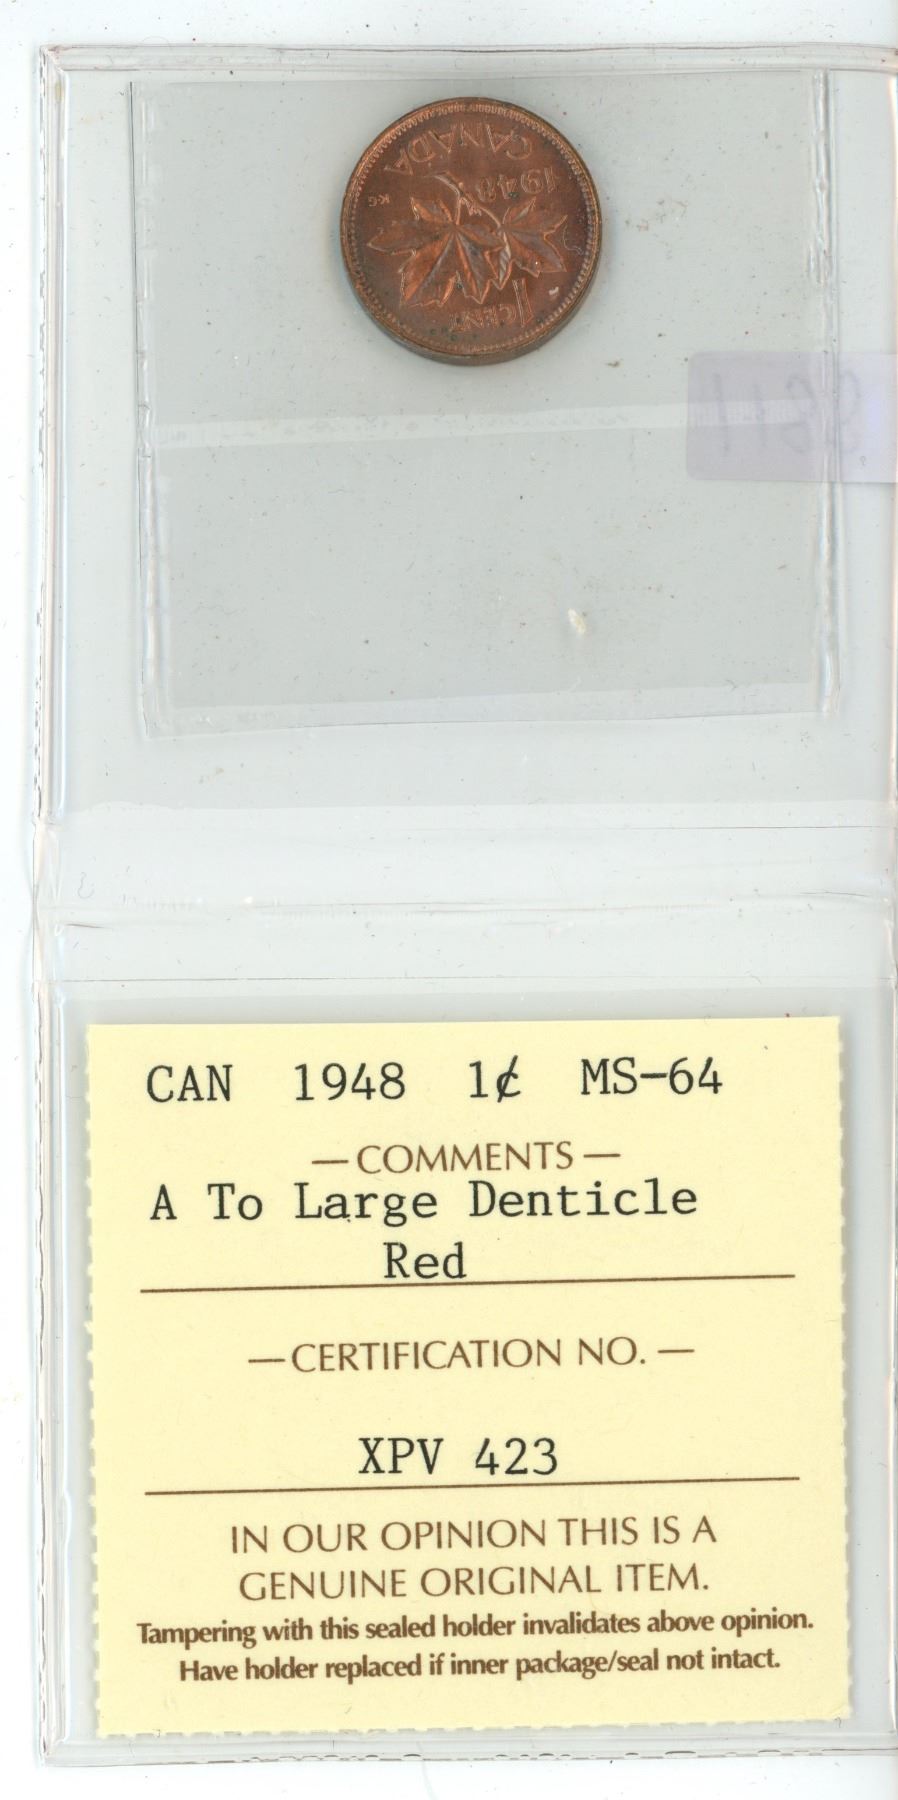 CANADA
1948
KG
1
CENT
1188
CAN 1948 1¢ MS-64
— COMMENTS —
A To Large Denticle
Red
— CERTIFICATION NO. —
XPV 423
IN OUR OPINION THIS IS A
GENUINE ORIGINAL ITEM.
Tampering with this sealed holder invalidates above opinion.
Have holder replaced if inner package/seal not intact.